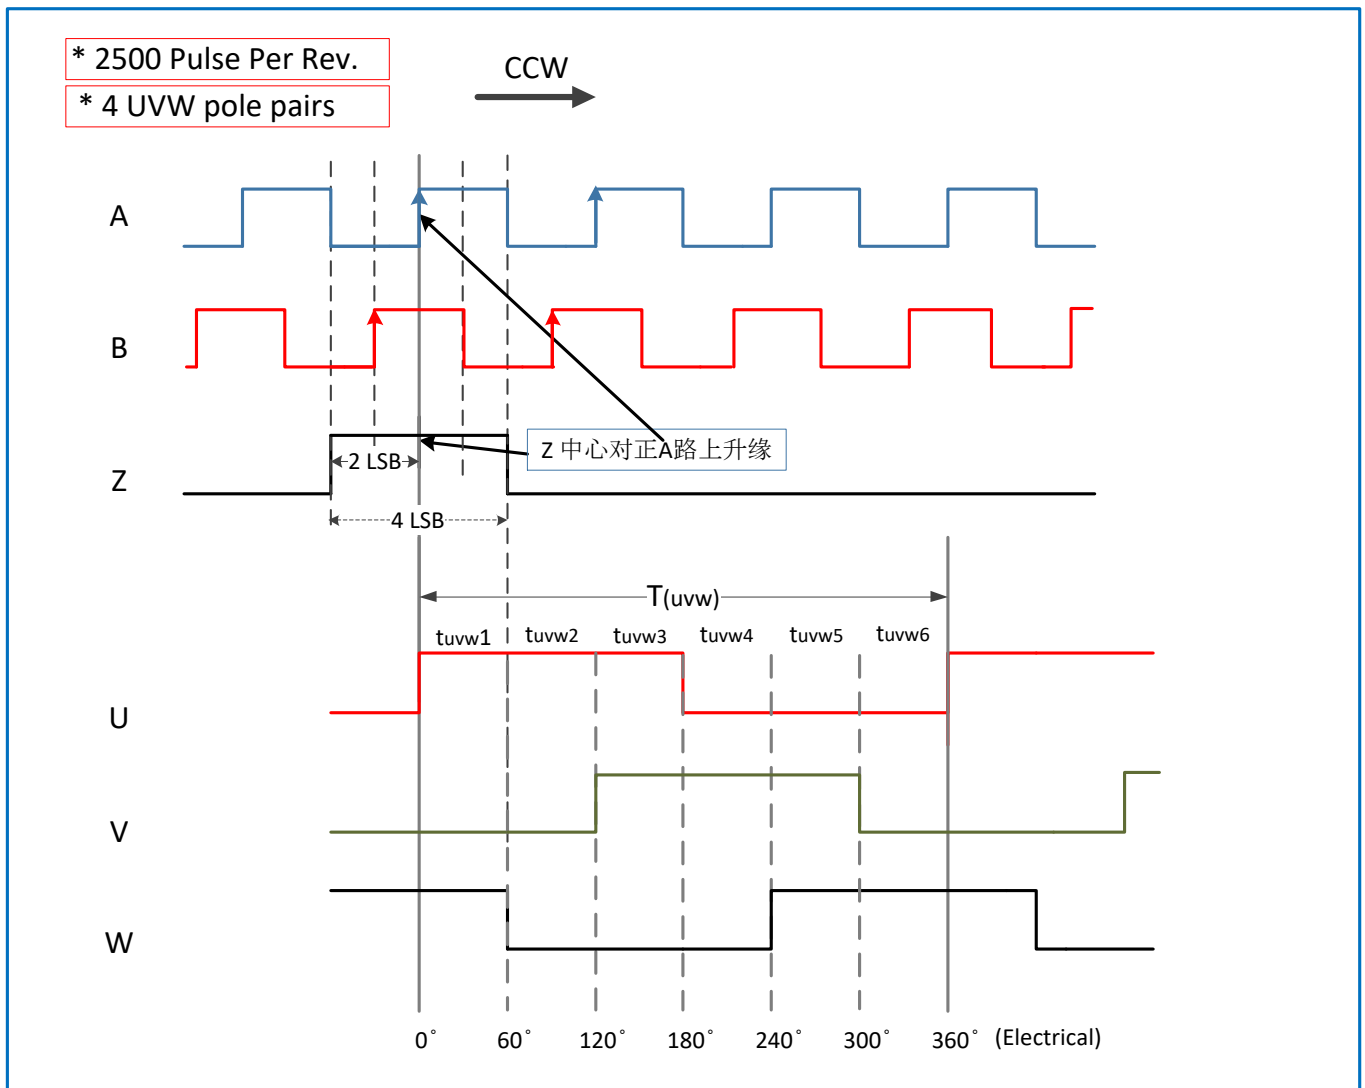 * 2500 Pulse Per Rev.
* 4 UVW pole pairs
CCW
A
B
Z
Z 中心对正A路上升缘
2 LSB
4 LSB
T(uvw)
tuvw1 tuvw2 tuvw3 tuvw4 tuvw5 tuvw6
U
V
W
0° 60° 120° 180° 240° 300° 360° (Electrical)